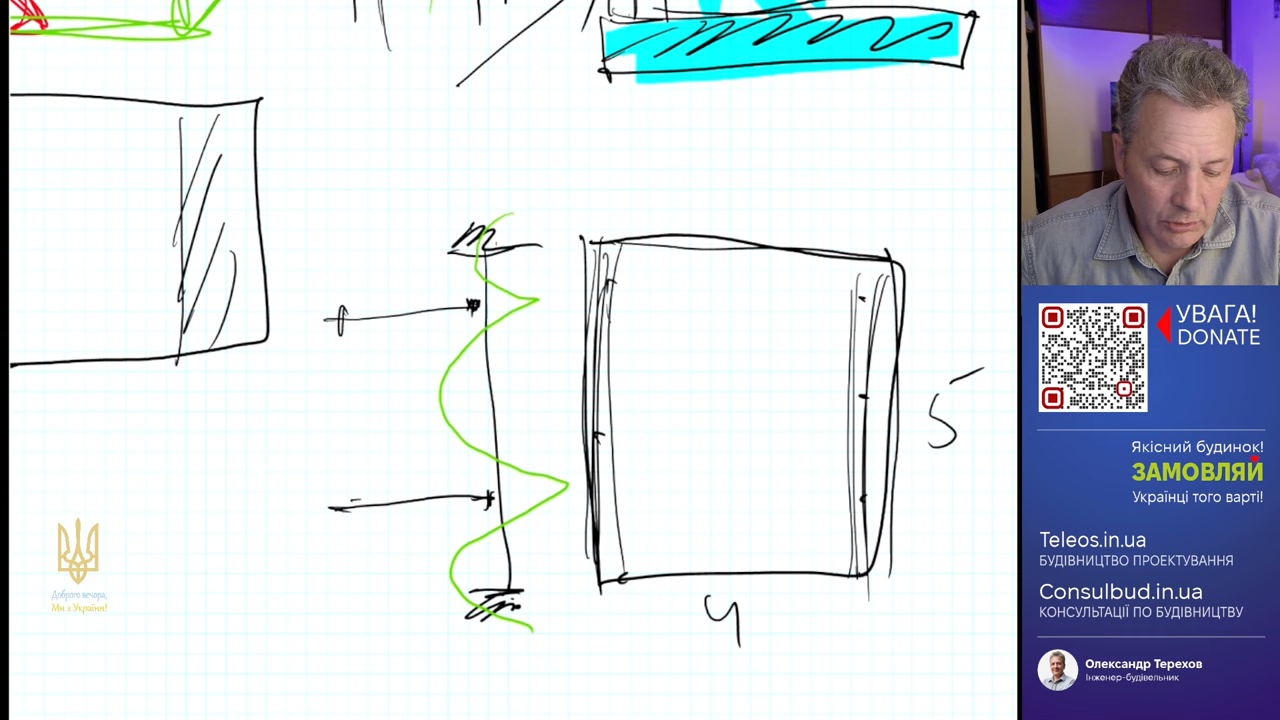 УВАГА!
DONATE
Якісний будинок!
ЗАМОВЛЯЙ
Українці того варті!
Teleos.in.ua
БУДІВНИЦТВО ПРОЕКТУВАННЯ
Consulbud.in.ua
КОНСУЛЬТАЦІЇ ПО БУДІВНИЦТВУ
Олександр Терехов
Інженер-будівельник
5
4
Доброго вечора,
Ми з України!